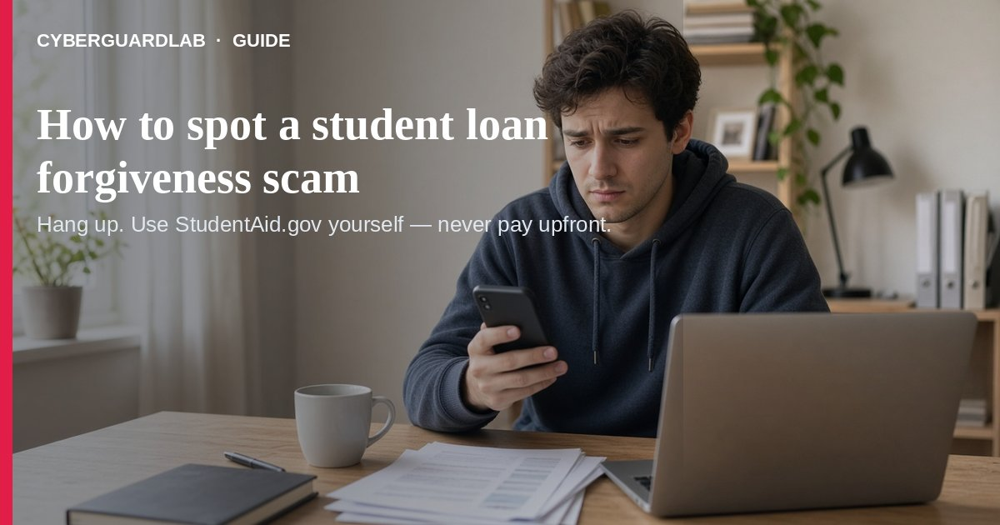 CYBERGUARDLAB · GUIDE
How to spot a student loan
forgiveness scam
Hang up. Use StudentAid.gov yourself — never pay upfront.